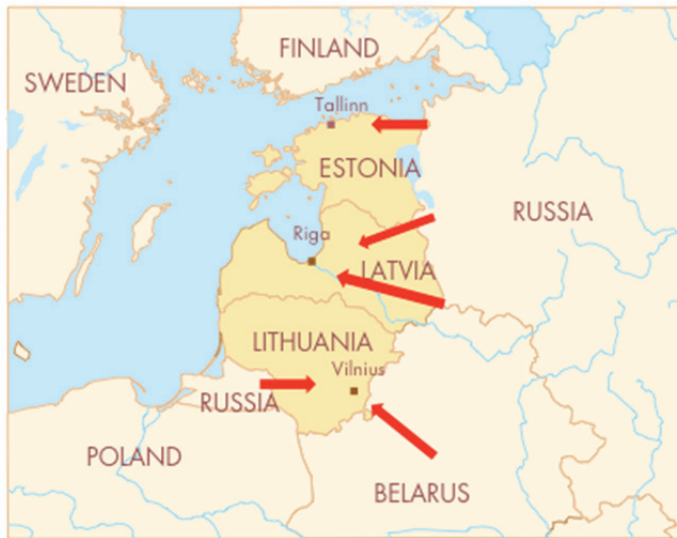 FINLAND
SWEDEN
Tallinn
ESTONIA
RUSSIA
Riga
LATVIA
LITHUANIA
Vilnius
RUSSIA
POLAND
BELARUS